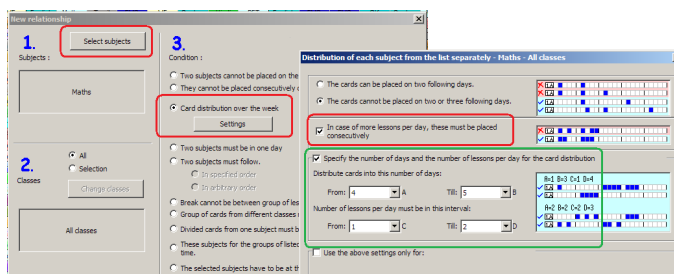 New relationship
1.
Select subjects
Subjects :
Maths
2.
All
Selection
Classes
Change classes
All classes
3.
Condition :
Two subjects cannot be placed on the
They cannot be placed consecutively
Card distribution over the week
Settings
Two subjects must be in one day
Two subjects must follow.
In specified order
In arbitrary order
Break cannot be between group of les
Group of cards from different classes
Divided cards from one subject must b
These subjects for the groups of listed
time.
The selected subjects have to be at th
Distribution of each subject from the list separately - Maths - All classes
The cards can be placed on two following days.
The cards cannot be placed on two or three following days.
In case of more lessons per day, these must be placed
consecutively
Specify the number of days and the number of lessons per day for the card distribution
Distribute cards into this number of days:
From: 4 A Till: 5 B
Number of lessons per day must be in this interval:
From: 1 C Till: 2 D
A=1 B=3 C=1 D=4
A=2 B=2 C=2 D=3
Use the above settings only for: